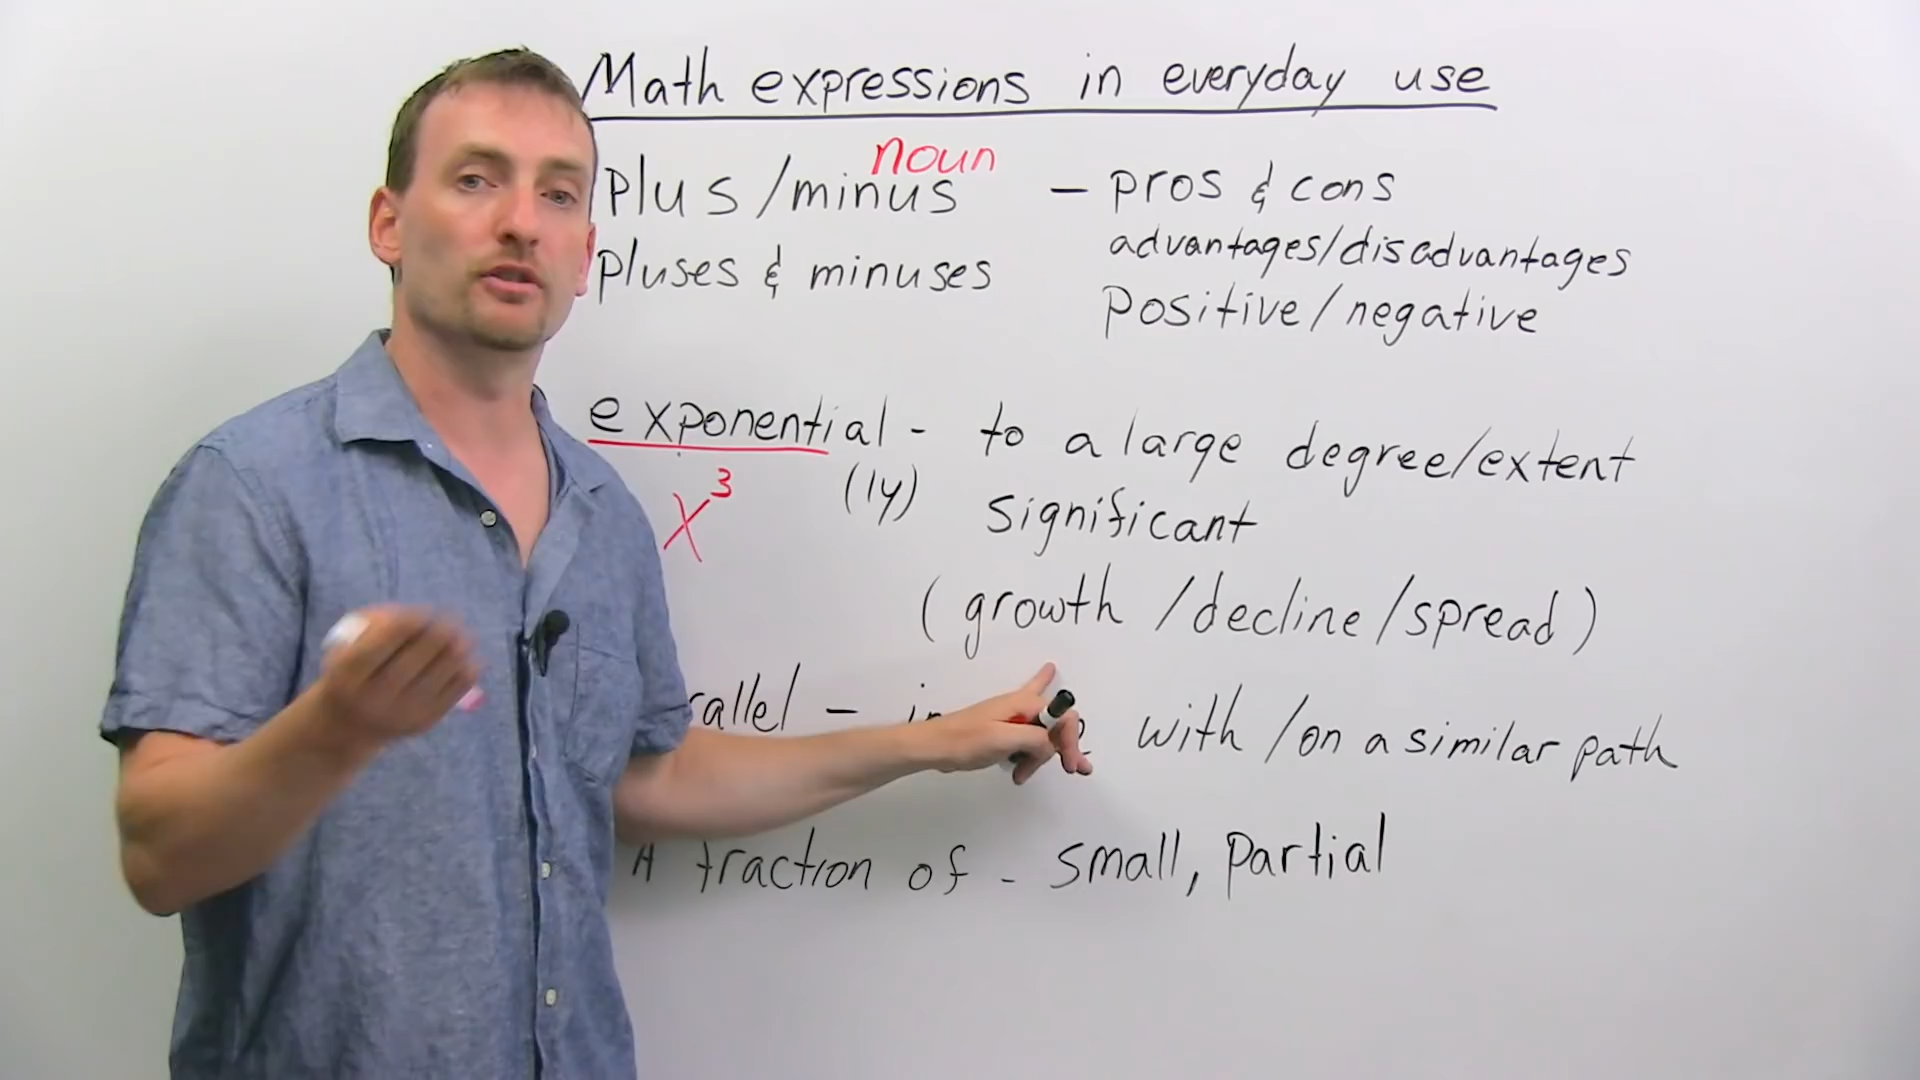 Math expressions in everyday use
noun
plus/minus – pros & cons
advantages/disadvantages
pluses & minuses
positive/negative
exponential - to a large degree/extent
x³ (ly) significant
(growth/decline/spread)
rallel – with/on a similar path
A fraction of - small, partial